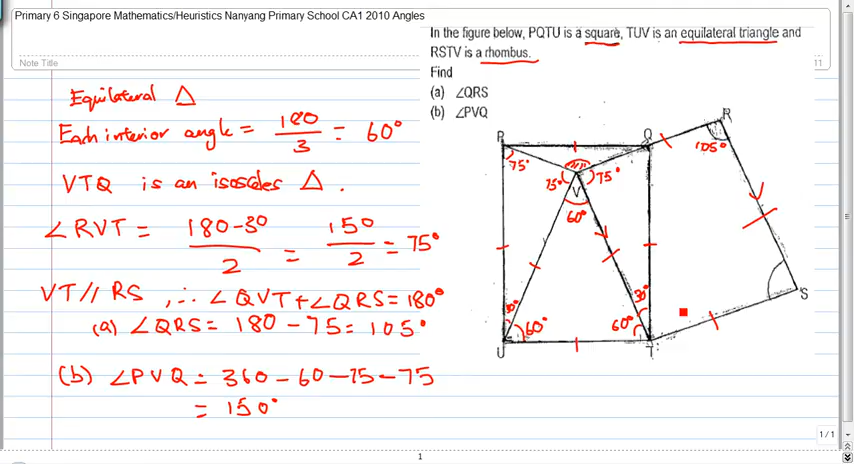 Primary 6 Singapore Mathematics/Heuristics Nanyang Primary School CA1 2010 Angles
Note Title
11
In the figure below, PQTU is a square, TUV is an equilateral triangle and
RSTV is a rhombus.
Find
(a) ∠QRS
(b) ∠PVQ
Equilateral Δ
Each interior angle = 180/3 = 60°
VTQ is an isosceles Δ.
∠RVT = 180-30/2 = 150/2 = 75°
VT // RS, ∴ ∠QVT + ∠QRS = 180°
(a) ∠QRS = 180 - 75 = 105°
(b) ∠PVQ = 360 - 60 - 75 - 75
= 150°
P Q R
75° 105°
75° V 75°
60°
S
30° 30°
60° 60°
U T
1 / 1
1